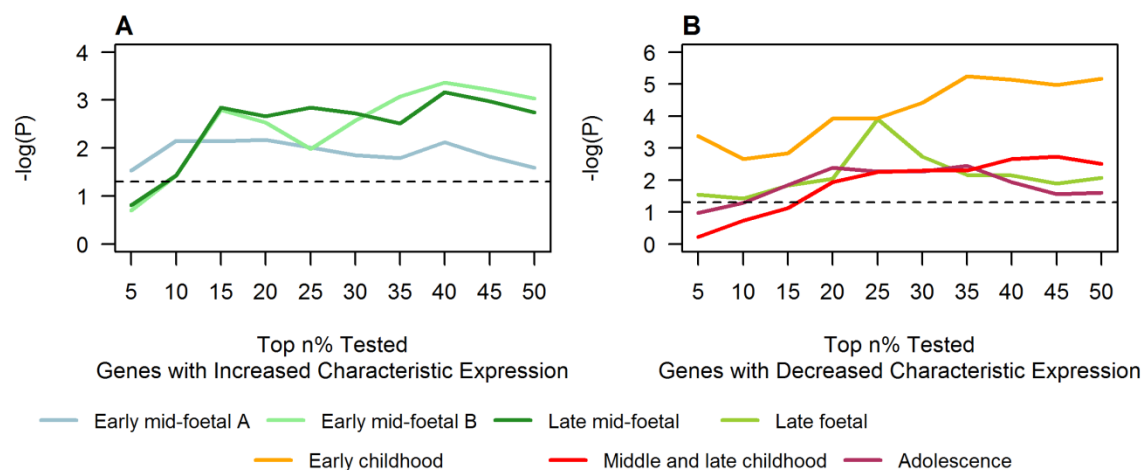 A
4
3
2
1
0
-log(P)
5 10 15 20 25 30 35 40 45 50
Top n% Tested
Genes with Increased Characteristic Expression
B
6
5
4
3
2
1
0
-log(P)
5 10 15 20 25 30 35 40 45 50
Top n% Tested
Genes with Decreased Characteristic Expression
Early mid-foetal A Early mid-foetal B Late mid-foetal Late foetal
Early childhood Middle and late childhood Adolescence